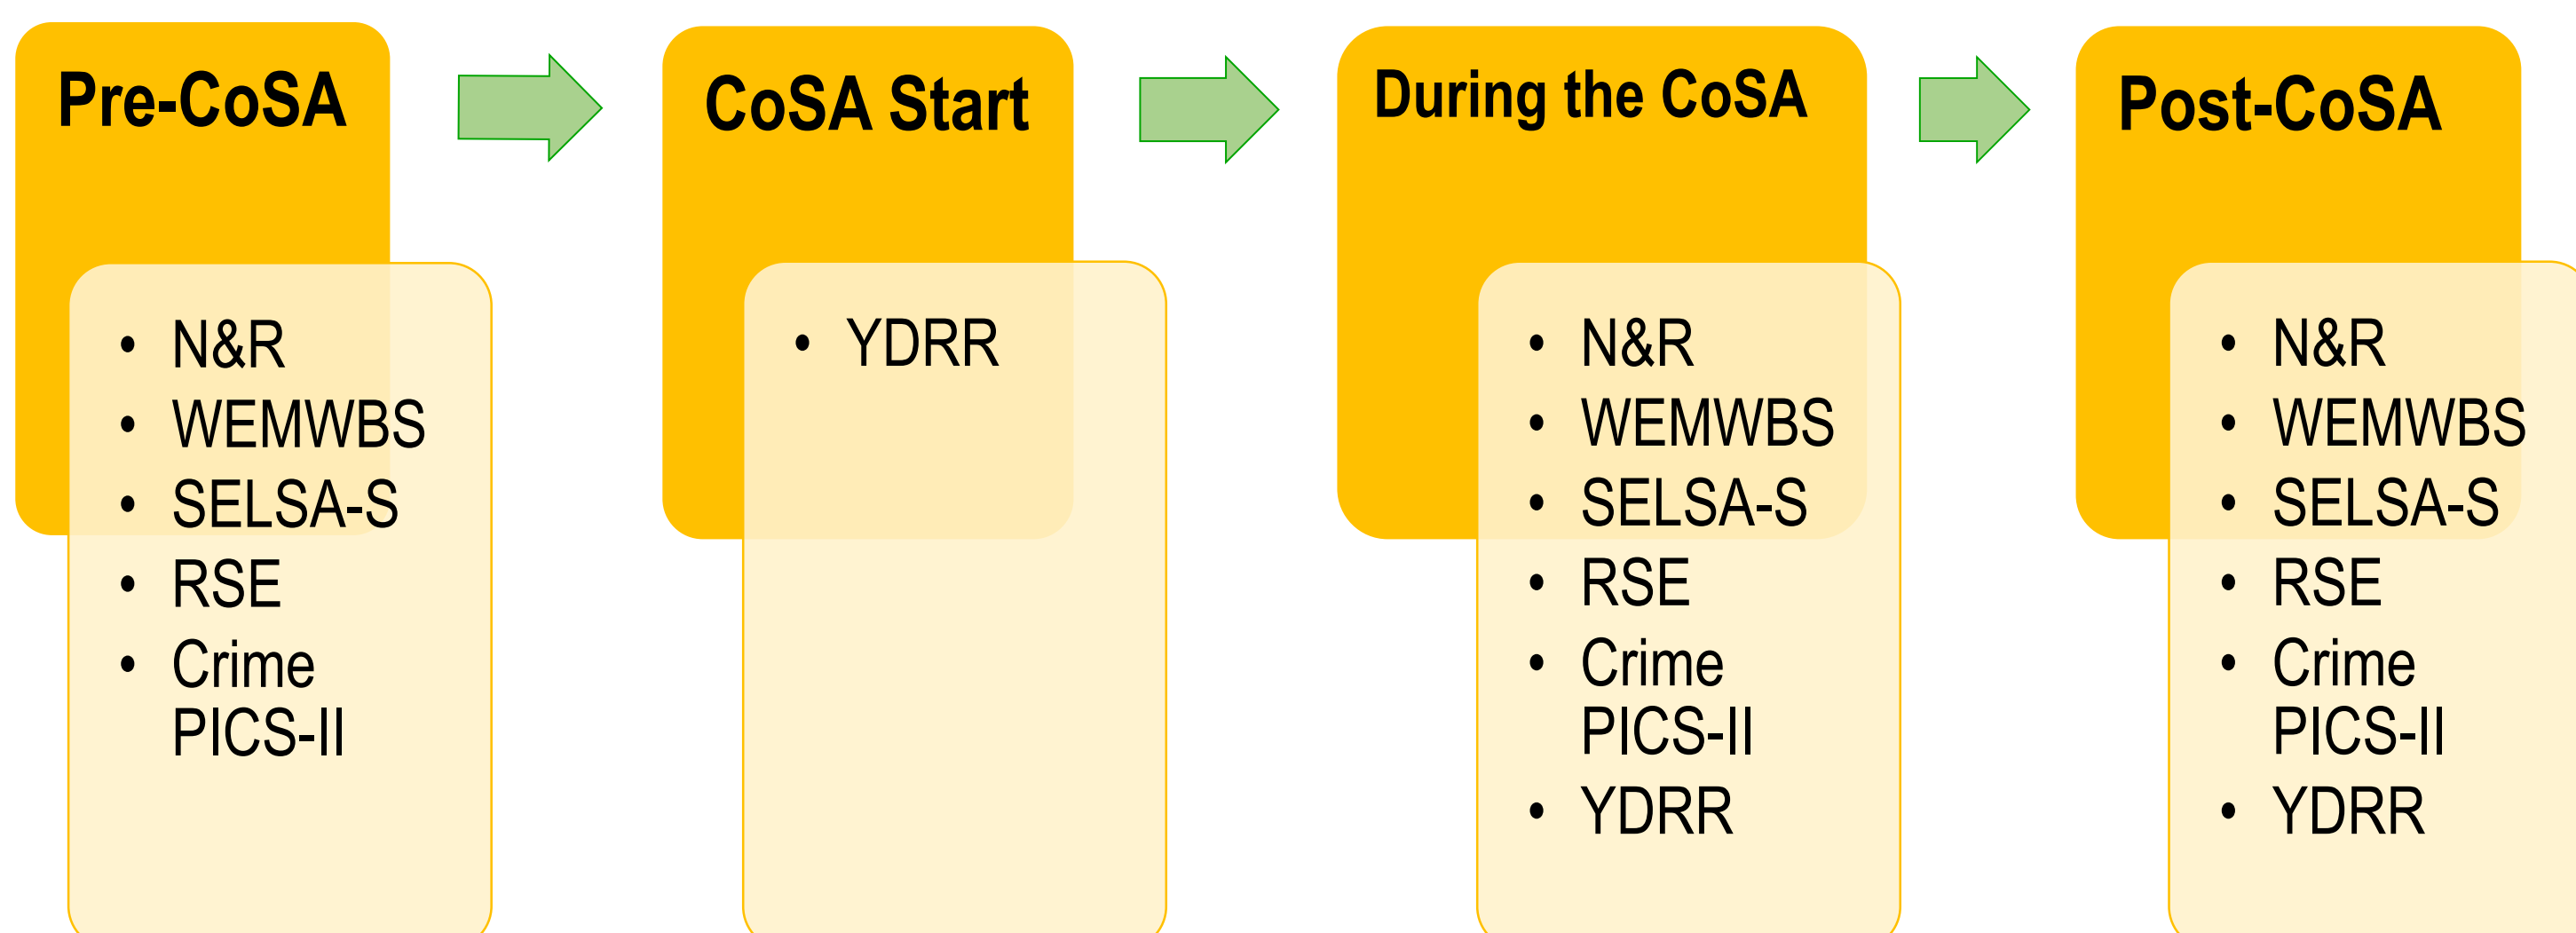 Pre-CoSA
• N&R
• WEMWBS
• SELSA-S
• RSE
• Crime
PICS-II
CoSA Start
• YDRR
During the CoSA
• N&R
• WEMWBS
• SELSA-S
• RSE
• Crime
PICS-II
• YDRR
Post-CoSA
• N&R
• WEMWBS
• SELSA-S
• RSE
• Crime
PICS-II
• YDRR